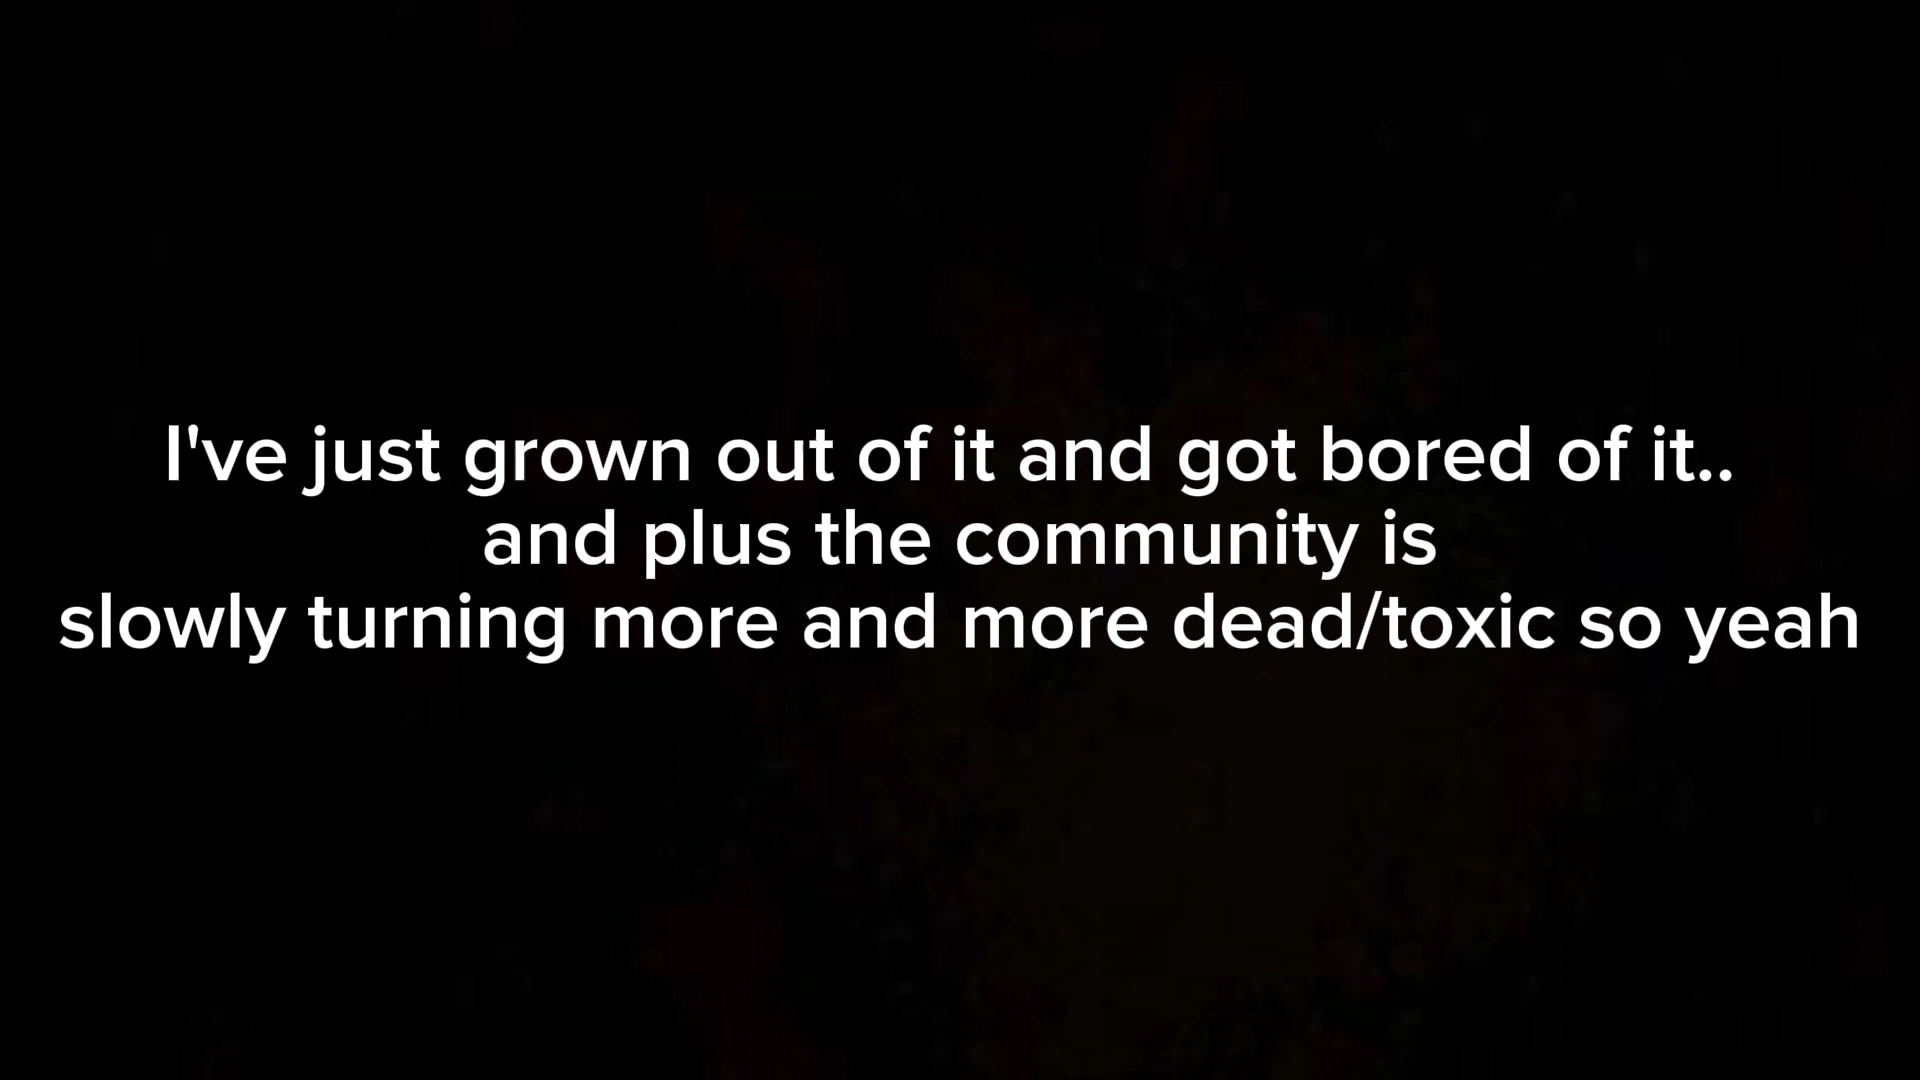 I've just grown out of it and got bored of it..
and plus the community is
slowly turning more and more dead/toxic so yeah